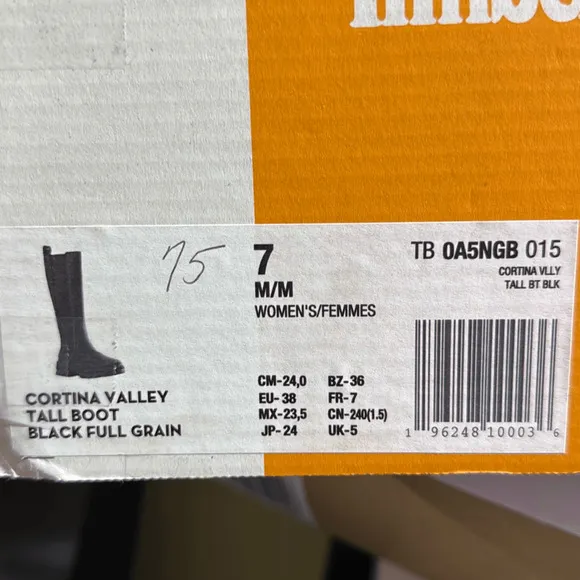 75
7
M/M
WOMEN'S/FEMMES
TB 0A5NGB 015
CORTINA VLLY
TALL BT BLK
CORTINA VALLEY
TALL BOOT
BLACK FULL GRAIN
CM-24,0 BZ-36
EU-38 FR-7
MX-23,5 CN-240(1.5)
JP-24 UK-5
1 96248 10003 6